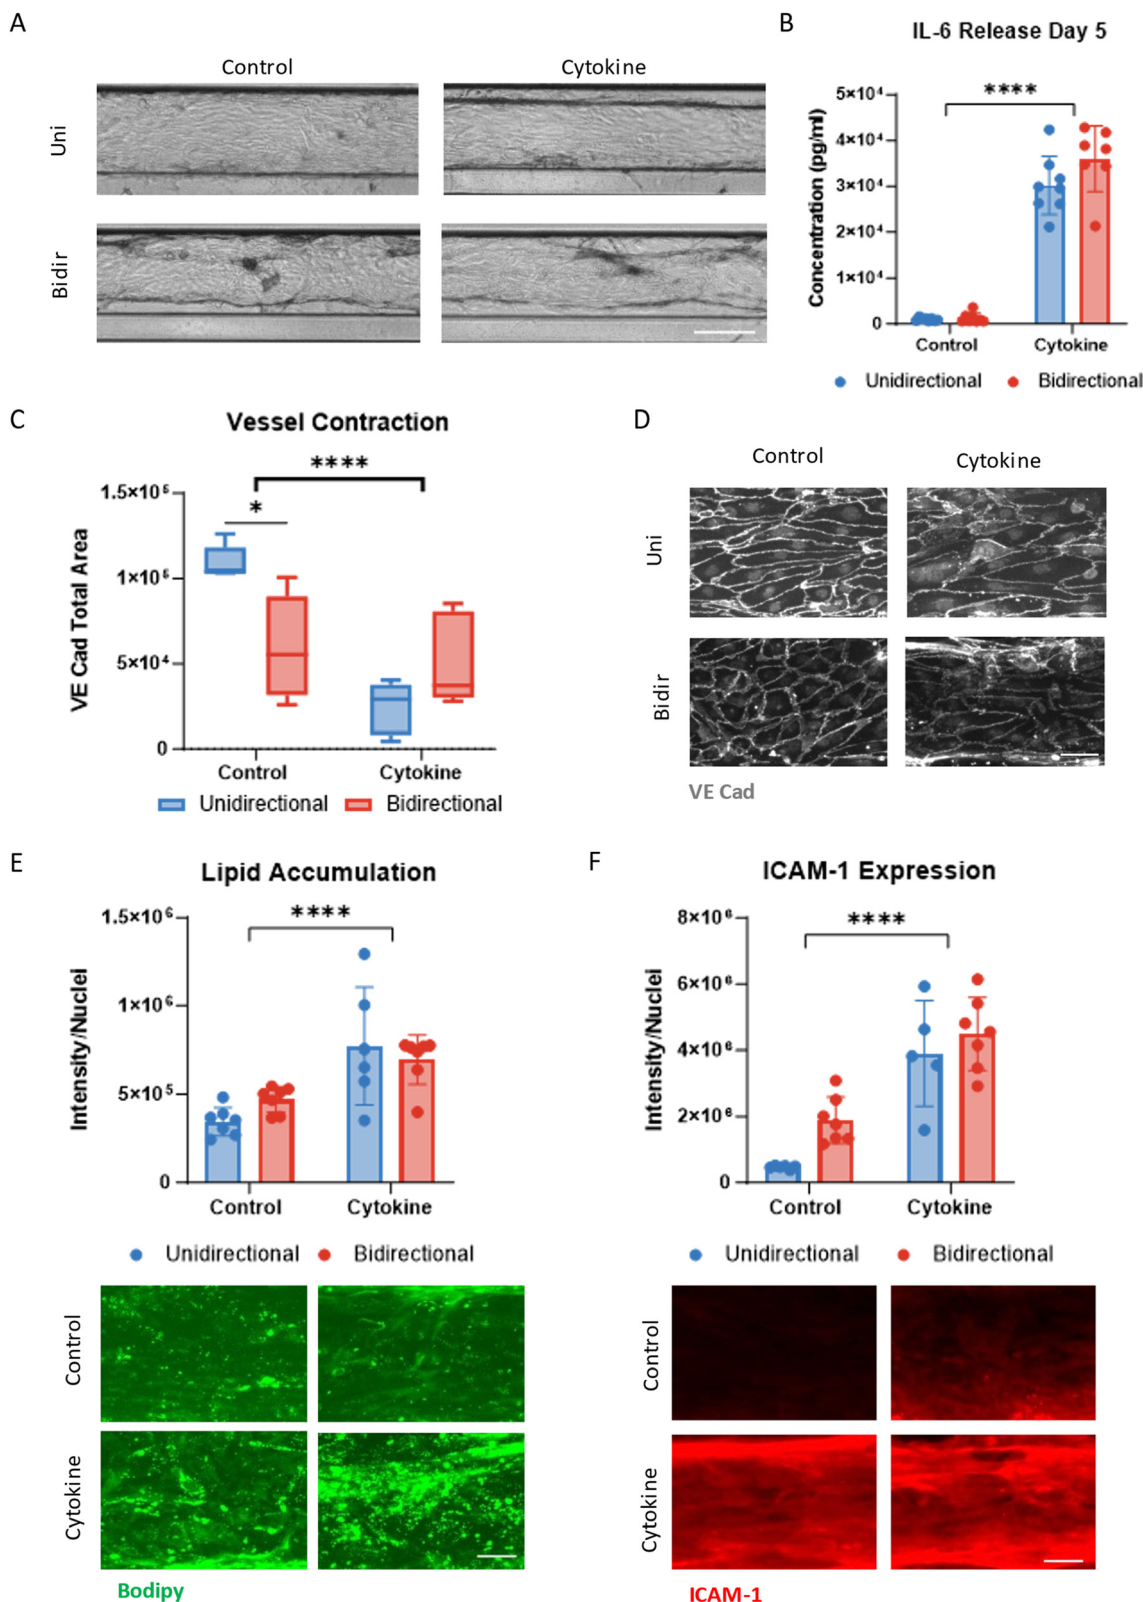 A
Control
Cytokine
Uni
Bidir
B
IL-6 Release Day 5
Concentration (pg/ml)
5×10⁴
4×10⁴
3×10⁴
2×10⁴
1×10⁴
0
****
Control
Cytokine
Unidirectional
Bidirectional
C
Vessel Contraction
****
*
VE Cad Total Area
1.5×10⁵
1×10⁵
5×10⁴
0
Control
Cytokine
Unidirectional
Bidirectional
D
Control
Cytokine
Uni
Bidir
VE Cad
E
Lipid Accumulation
****
Intensity/Nuclei
1.5×10⁶
1×10⁶
5×10⁵
0
Control
Cytokine
Unidirectional
Bidirectional
Control
Cytokine
Bodipy
F
ICAM-1 Expression
****
Intensity/Nuclei
8×10⁶
6×10⁶
4×10⁶
2×10⁶
0
Control
Cytokine
Unidirectional
Bidirectional
Control
Cytokine
ICAM-1